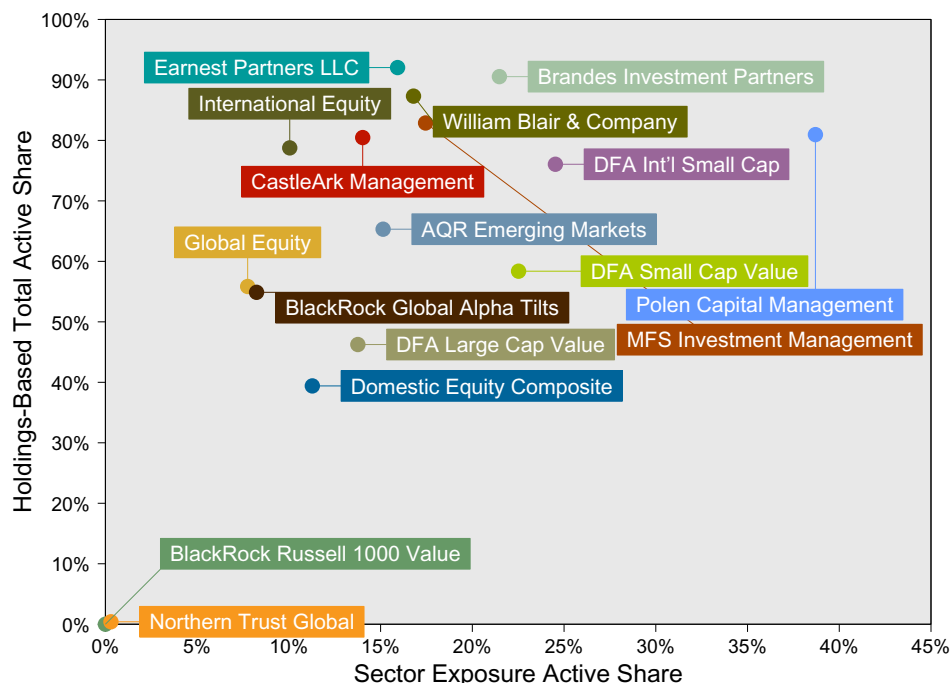 100%
90%
80%
70%
60%
50%
40%
30%
20%
10%
0%
Holdings-Based Total Active Share
Earnest Partners LLC
Brandes Investment Partners
International Equity
William Blair & Company
DFA Int'l Small Cap
CastleArk Management
AQR Emerging Markets
Global Equity
DFA Small Cap Value
BlackRock Global Alpha Tilts
Polen Capital Management
DFA Large Cap Value
MFS Investment Management
Domestic Equity Composite
BlackRock Russell 1000 Value
Northern Trust Global
0%
5%
10%
15%
20%
25%
30%
35%
40%
45%
Sector Exposure Active Share